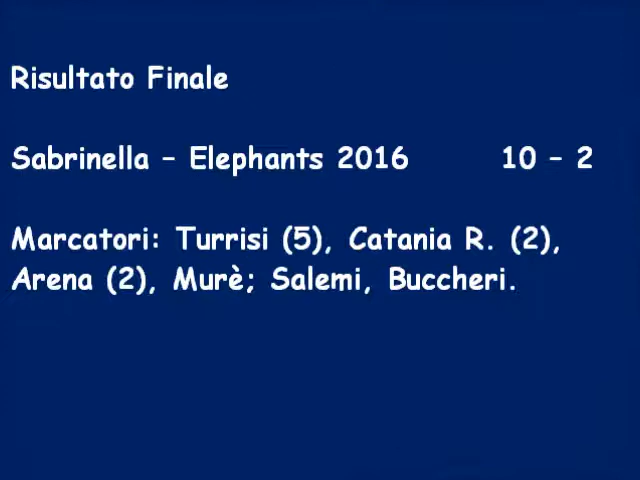 Risultato Finale
Sabrinella – Elephants 2016 10 – 2
Marcatori: Turrisi (5), Catania R. (2),
Arena (2), Murè; Salemi, Buccheri.